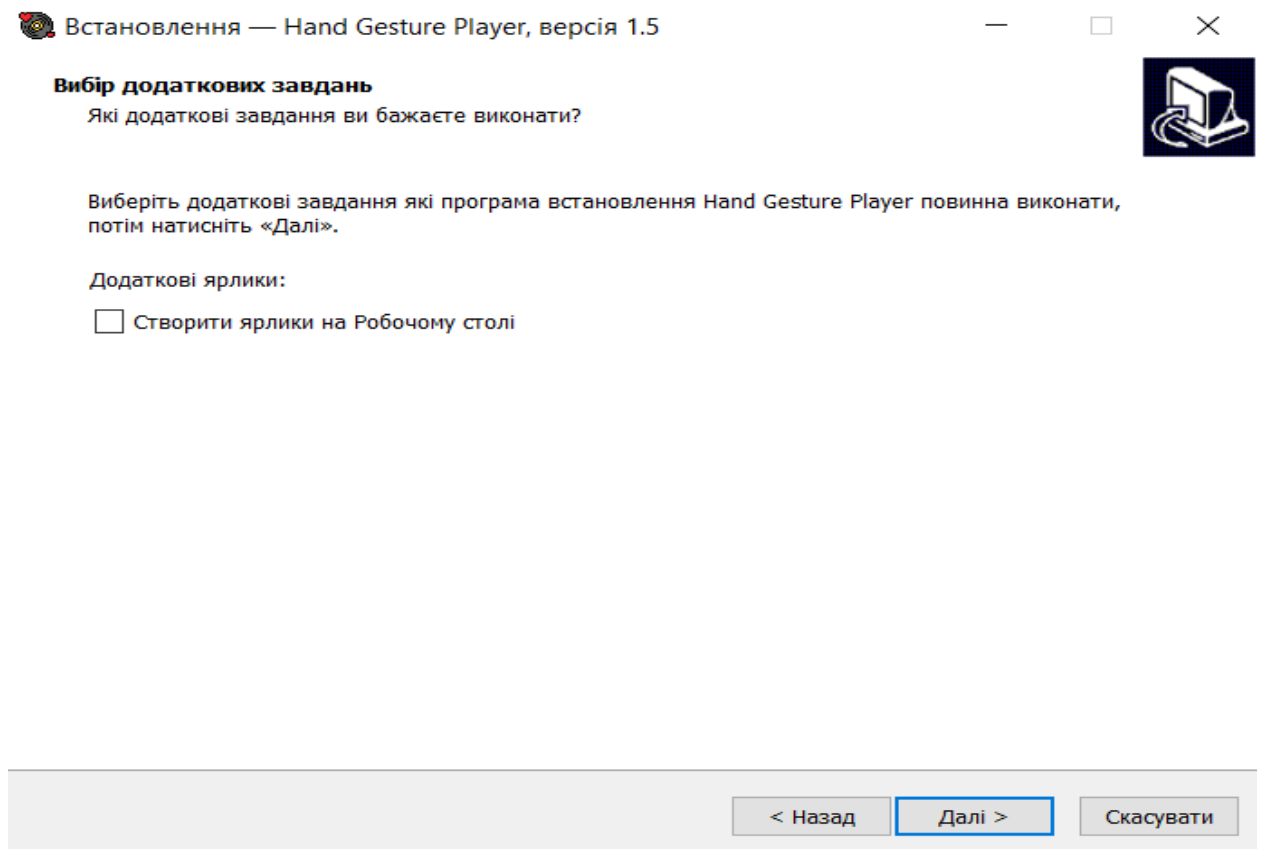 Встановлення — Hand Gesture Player, версія 1.5
Вибір додаткових завдань
Які додаткові завдання ви бажаєте виконати?
Виберіть додаткові завдання які програма встановлення Hand Gesture Player повинна виконати,
потім натисніть «Далі».
Додаткові ярлики:
Створити ярлики на Робочому столі
< Назад
Далі >
Скасувати